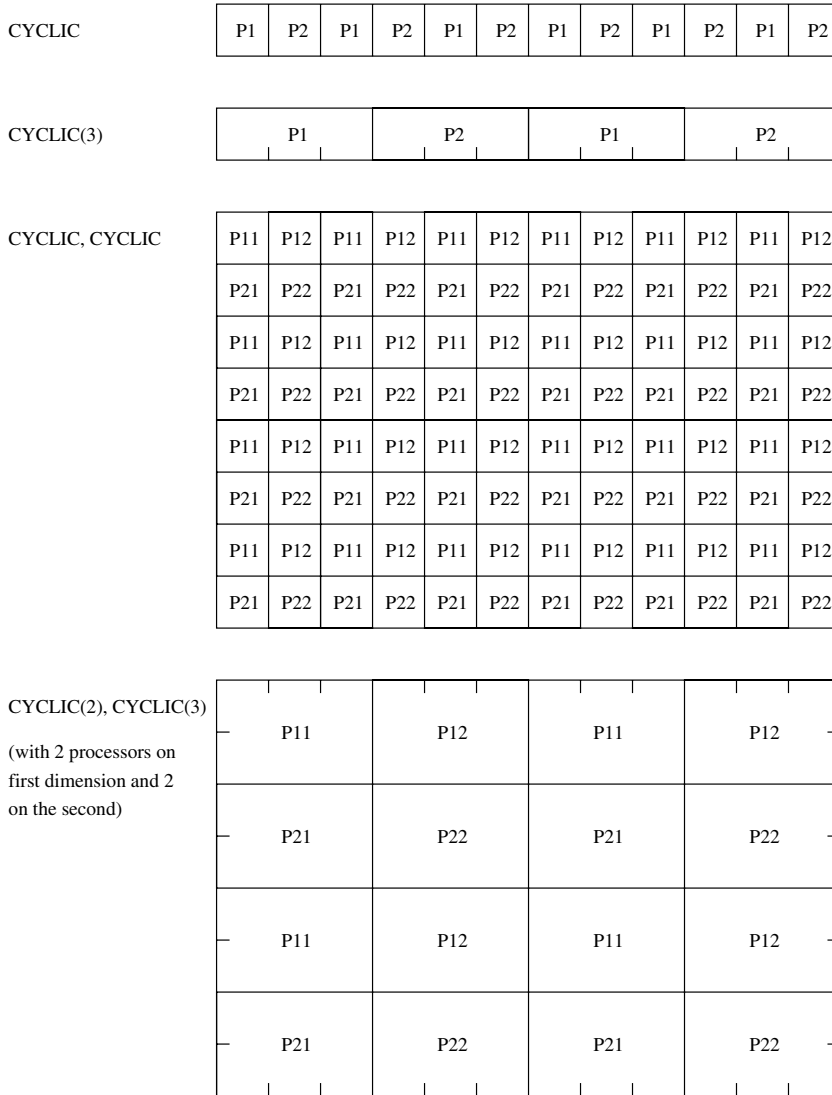 CYCLIC P1 P2 P1 P2 P1 P2 P1 P2 P1 P2 P1 P2
CYCLIC(3) P1 P2 P1 P2
CYCLIC, CYCLIC P11 P12 P11 P12 P11 P12 P11 P12 P11 P12 P11 P12
P21 P22 P21 P22 P21 P22 P21 P22 P21 P22 P21 P22
P11 P12 P11 P12 P11 P12 P11 P12 P11 P12 P11 P12
P21 P22 P21 P22 P21 P22 P21 P22 P21 P22 P21 P22
P11 P12 P11 P12 P11 P12 P11 P12 P11 P12 P11 P12
P21 P22 P21 P22 P21 P22 P21 P22 P21 P22 P21 P22
P11 P12 P11 P12 P11 P12 P11 P12 P11 P12 P11 P12
P21 P22 P21 P22 P21 P22 P21 P22 P21 P22 P21 P22
CYCLIC(2), CYCLIC(3)
(with 2 processors on
first dimension and 2
on the second)
P11 P12 P11 P12
P21 P22 P21 P22
P11 P12 P11 P12
P21 P22 P21 P22